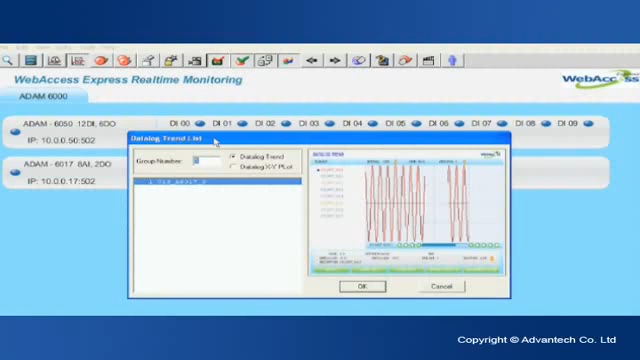 WebAccess Express Realtime Monitoring
WebAccess
ADAM 6000
ADAM - 6050 12DI, 6DO
DI 00 DI 01 DI 02 DI 03 DI 04 DI 05 DI 06 DI 07 DI 08 DI 09
IP: 10.0.0.50:502
Datalog Trend List
ADAM - 6017 8AI, 2DO
IP: 10.0.0.17:502
Group Number
Datalog Trend
Datalog X-Y PLot
DATALOG TREND
OK
Cancel
Copyright © Advantech Co. Ltd